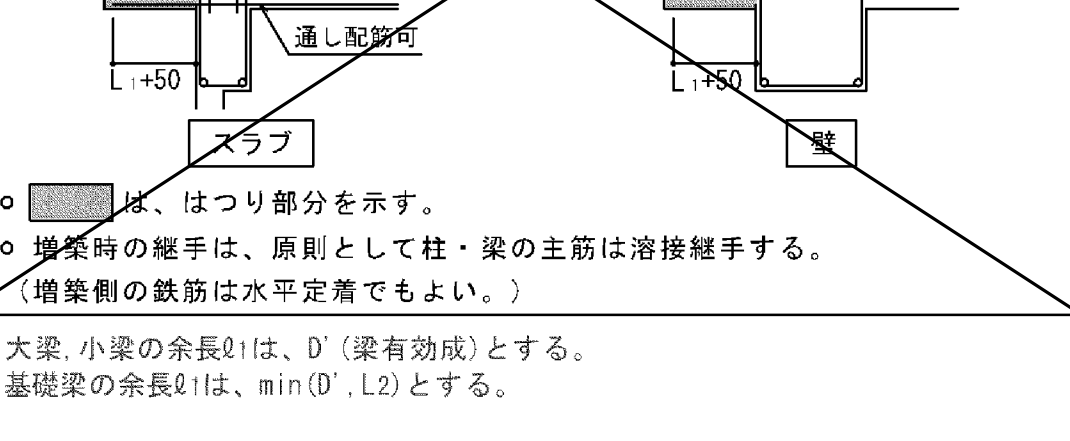 通し配筋可
L1+50
L1+50
スラブ
壁
は、はつり部分を示す。
増築時の継手は、原則として柱・梁の主筋は溶接継手する。
(増築側の鉄筋は水平定着でもよい。)
大梁,小梁の余長ℓ1は、D'(梁有効成)とする。
基礎梁の余長ℓ1は、min(D',L2)とする。